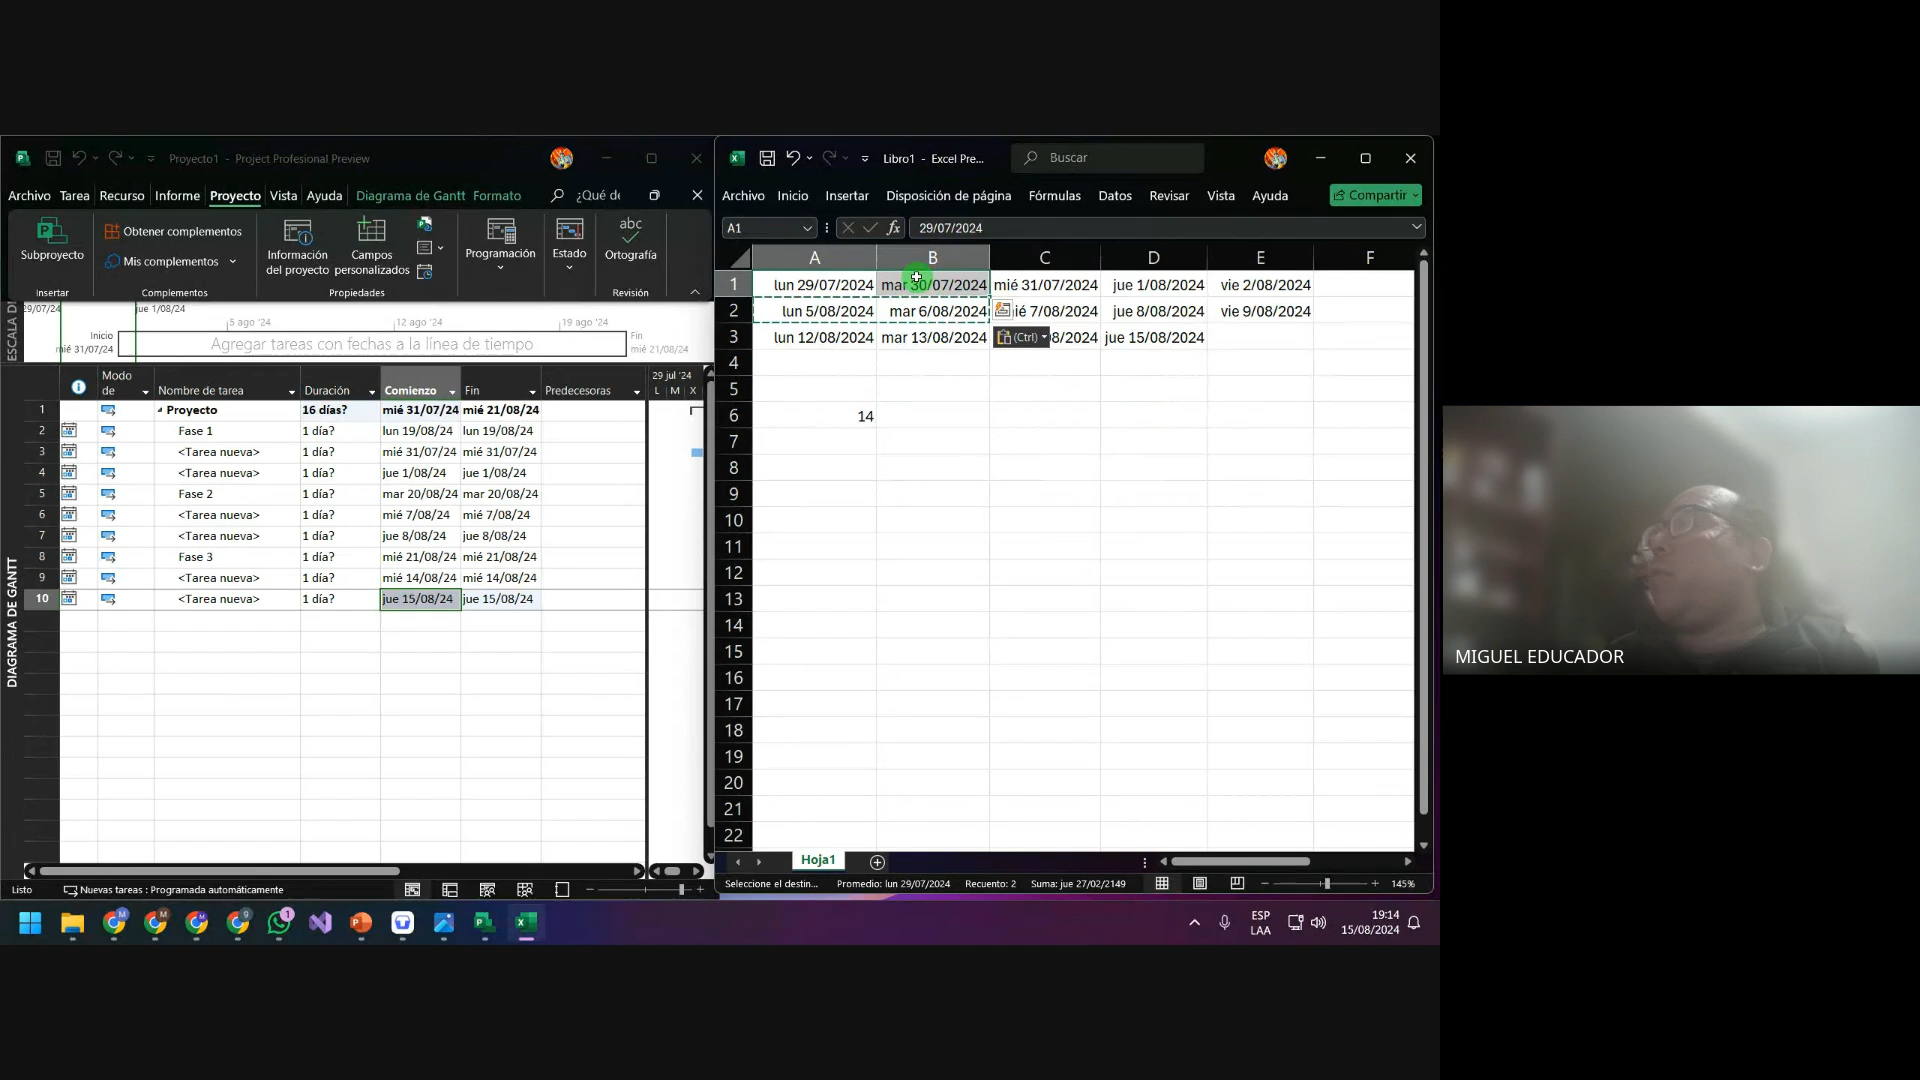 Proyecto1 - Project Profesional Preview
Archivo Tarea Recurso Informe Proyecto Vista Ayuda Diagrama de Gantt Formato ¿Qué de
Subproyecto
Obtener complementos
Mis complementos
Información del proyecto
Campos personalizados
Programación
Estado
abc
Ortografía
Insertar Complementos Propiedades Revisión
ESCALA DE
29/07/24 jue 1/08/24
5 ago '24 12 ago '24 19 ago '24
Inicio
mié 31/07/24
Agregar tareas con fechas a la línea de tiempo
Fin
mié 21/08/24
Modo de Nombre de tarea Duración Comienzo Fin Predecesoras
29 jul '24
L M X
1 Proyecto 16 días? mié 31/07/24 mié 21/08/24
2 Fase 1 1 día? lun 19/08/24 lun 19/08/24
3 <Tarea nueva> 1 día? mié 31/07/24 mié 31/07/24
4 <Tarea nueva> 1 día? jue 1/08/24 jue 1/08/24
5 Fase 2 1 día? mar 20/08/24 mar 20/08/24
6 <Tarea nueva> 1 día? mié 7/08/24 mié 7/08/24
7 <Tarea nueva> 1 día? jue 8/08/24 jue 8/08/24
8 Fase 3 1 día? mié 21/08/24 mié 21/08/24
9 <Tarea nueva> 1 día? mié 14/08/24 mié 14/08/24
10 <Tarea nueva> 1 día? jue 15/08/24 jue 15/08/24
DIAGRAMA DE GANTT
Listo Nuevas tareas : Programada automáticamente
Libro1 - Excel Pre... Buscar
Archivo Inicio Insertar Disposición de página Fórmulas Datos Revisar Vista Ayuda Compartir
A1 fx 29/07/2024
A B C D E F
1 lun 29/07/2024 mar 30/07/2024 mié 31/07/2024 jue 1/08/2024 vie 2/08/2024
2 lun 5/08/2024 mar 6/08/2024 ié 7/08/2024 jue 8/08/2024 vie 9/08/2024
3 lun 12/08/2024 mar 13/08/2024 (Ctrl) 08/2024 jue 15/08/2024
4
5
6 14
7
8
9
10
11
12
13
14
15
16
17
18
19
20
21
22
Hoja1
Seleccione el destin... Promedio: lun 29/07/2024 Recuento: 2 Suma: jue 27/02/2149 145%
ESP
LAA
19:14
15/08/2024
MIGUEL EDUCADOR